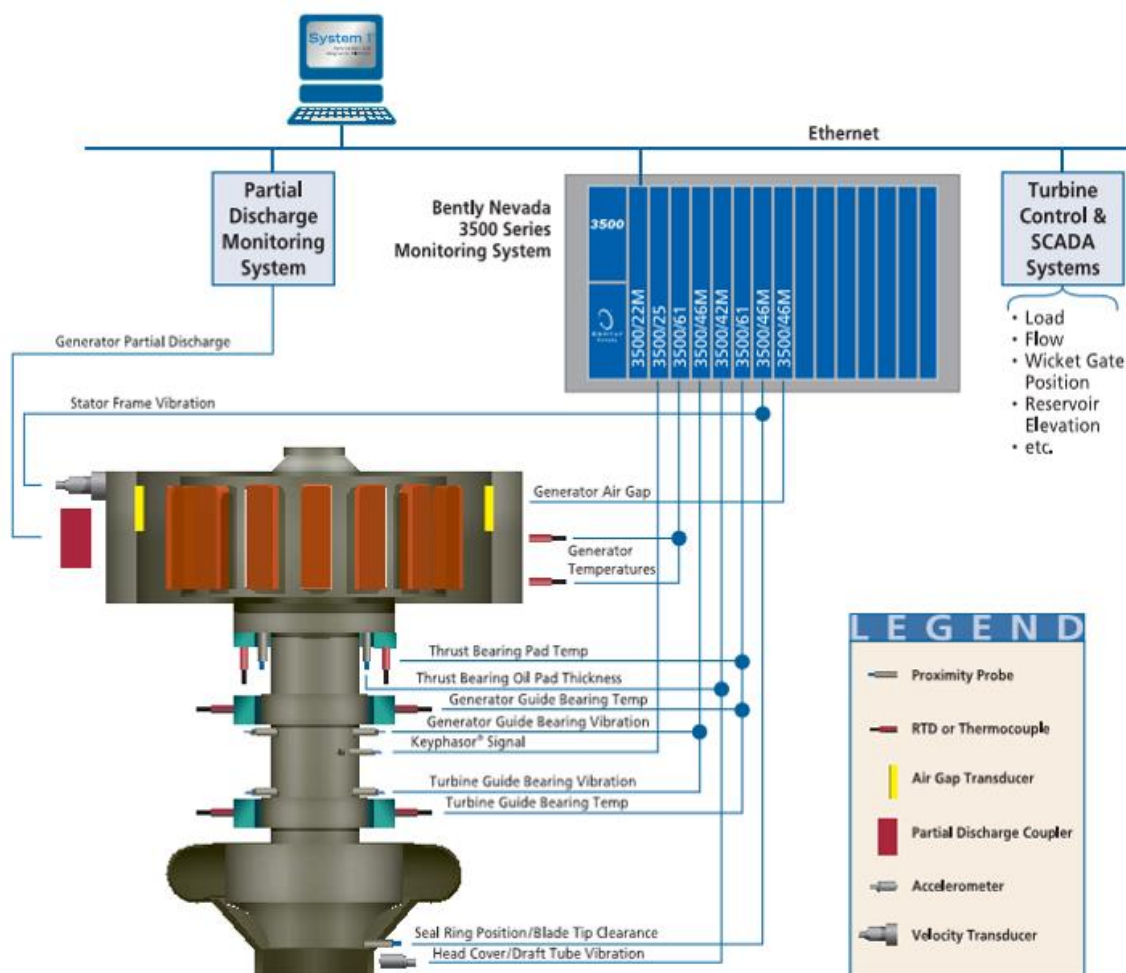 System 1
Ethernet
Partial
Discharge
Monitoring
System
Bently Nevada
3500 Series
Monitoring System
3500
3500/22M
3500/25
3500/61
3500/46M
3500/42M
3500/61
3500/46M
3500/46M
Turbine
Control &
SCADA
Systems
· Load
· Flow
· Wicket Gate
Position
· Reservoir
Elevation
· etc.
Generator Partial Discharge
Stator Frame Vibration
Generator Air Gap
Generator
Temperatures
Thrust Bearing Pad Temp
Thrust Bearing Oil Pad Thickness
Generator Guide Bearing Temp
Generator Guide Bearing Vibration
Keyphasor® Signal
Turbine Guide Bearing Vibration
Turbine Guide Bearing Temp
Seal Ring Position/Blade Tip Clearance
Head Cover/Draft Tube Vibration
LEGEND
Proximity Probe
RTD or Thermocouple
Air Gap Transducer
Partial Discharge Coupler
Accelerometer
Velocity Transducer